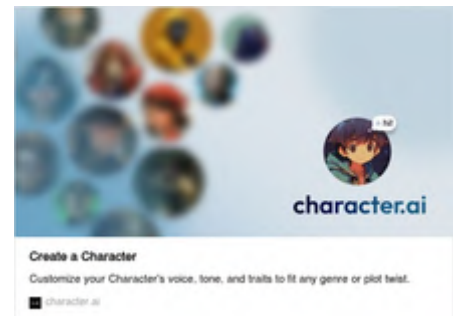 hi!
character.ai
Create a Character
Customize your Character's voice, tone, and traits to fit any genre or plot twist.
character.ai